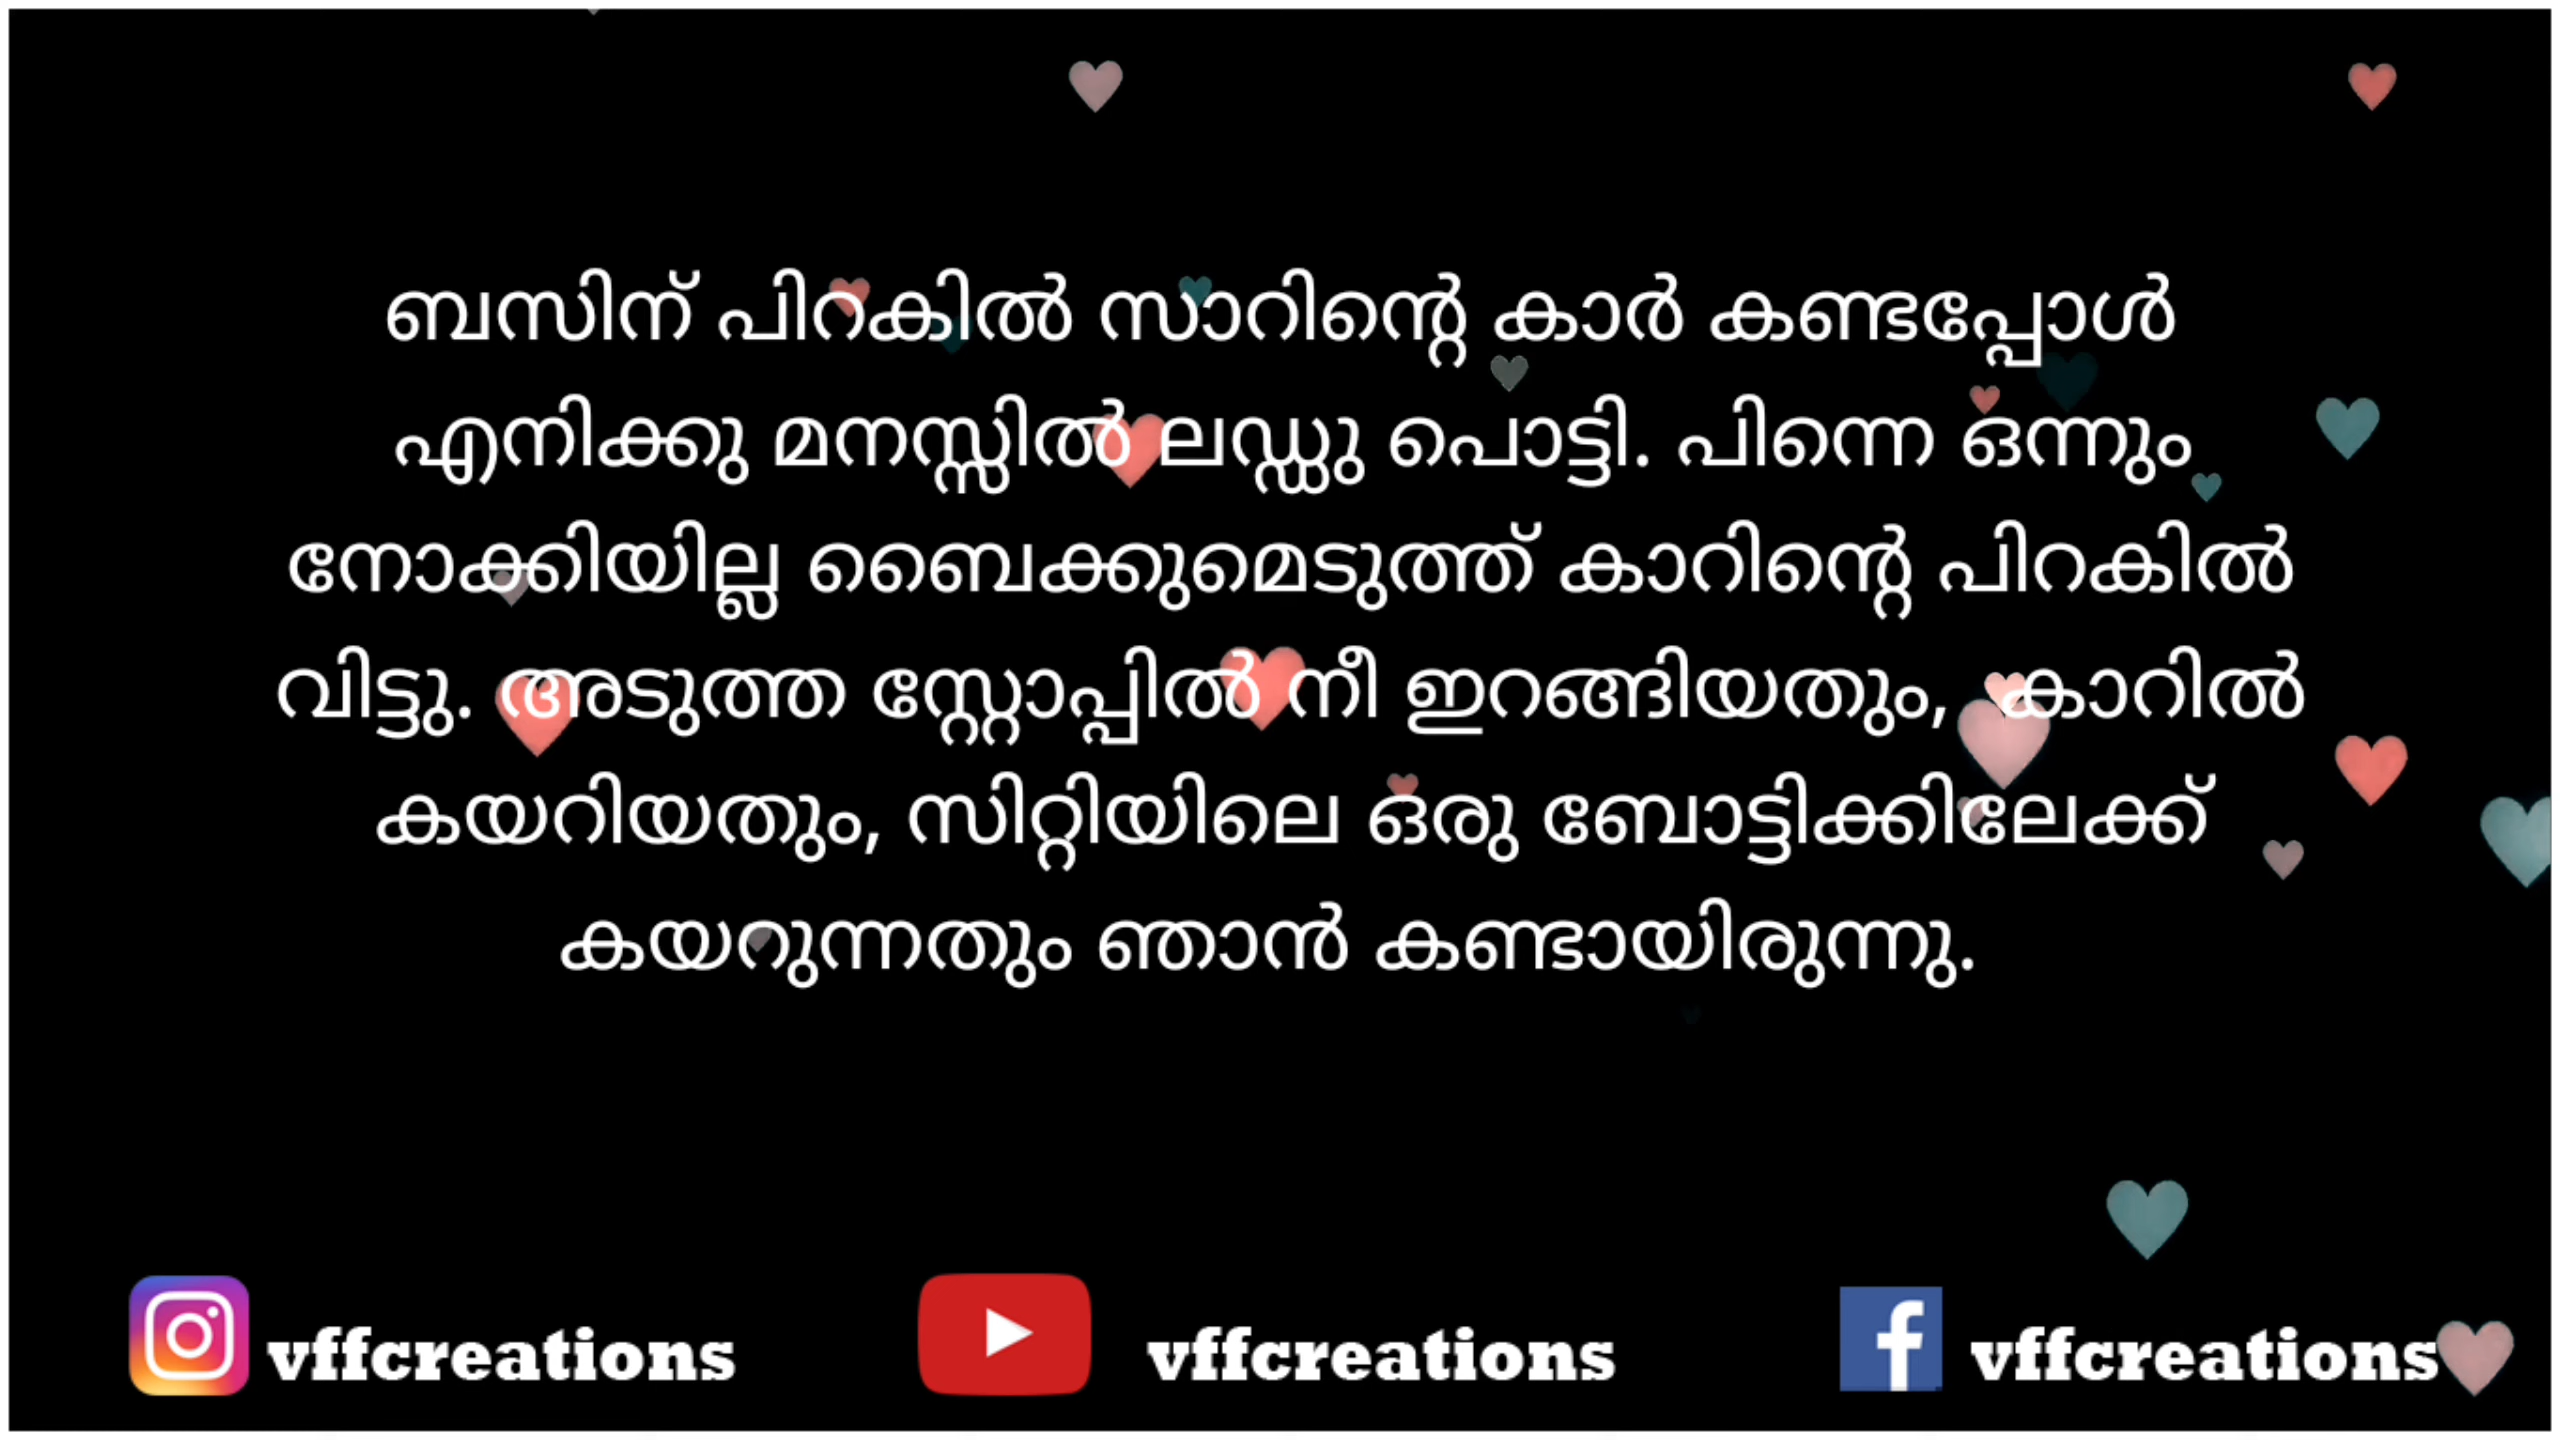 ബസിന് പിറകിൽ സാറിന്റെ കാർ കണ്ടപ്പോൾ
എനിക്കു മനസ്സിൽ ലഡ്ഡു പൊട്ടി. പിന്നെ ഒന്നും
നോക്കിയില്ല ബൈക്കുമെടുത്ത് കാറിന്റെ പിറകിൽ
വിട്ടു. അടുത്ത സ്റ്റോപ്പിൽ നീ ഇറങ്ങിയതും, കാറിൽ
കയറിയതും, സിറ്റിയിലെ ഒരു ബോട്ടിക്കിലേക്ക്
കയറുന്നതും ഞാൻ കണ്ടായിരുന്നു.
vffcreations vffcreations vffcreations